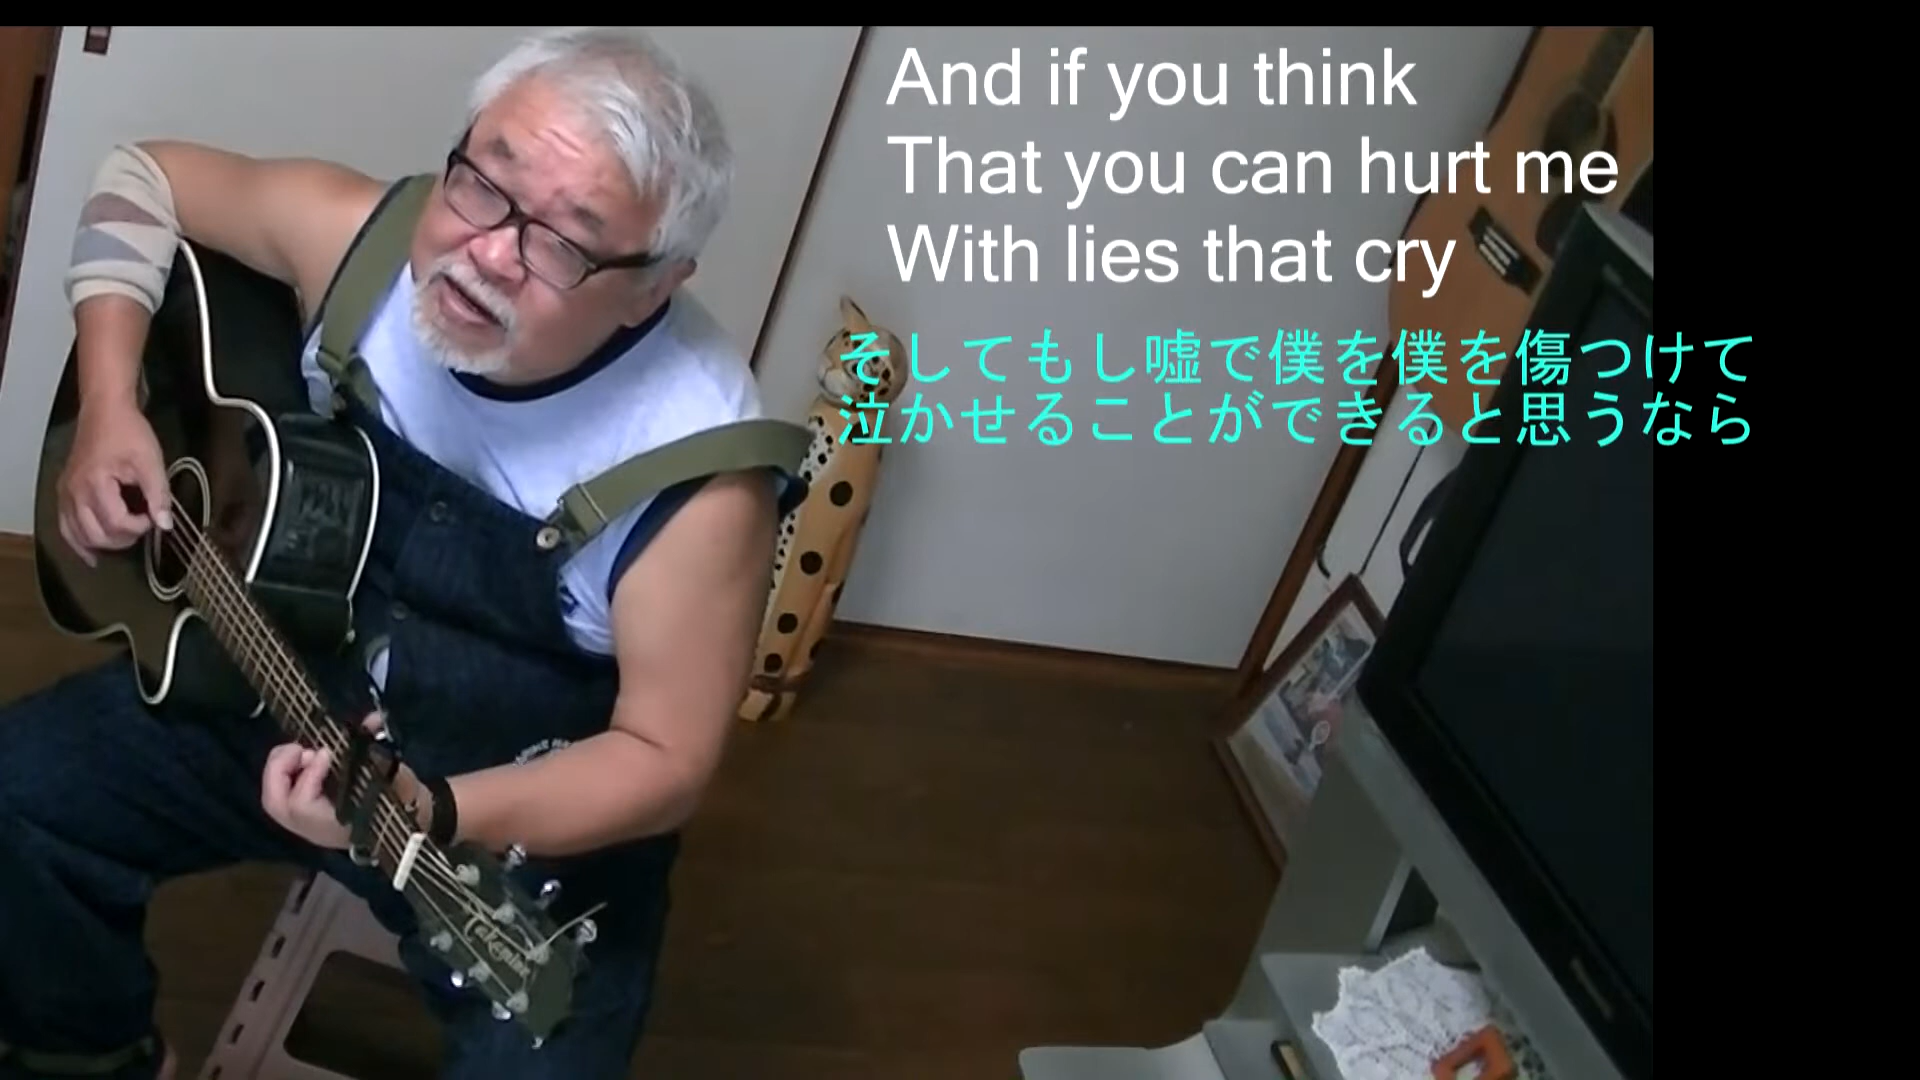 And if you think
That you can hurt me
With lies that cry
そしてもし嘘で僕を僕を傷つけて
泣かせることができると思うなら
Takamine